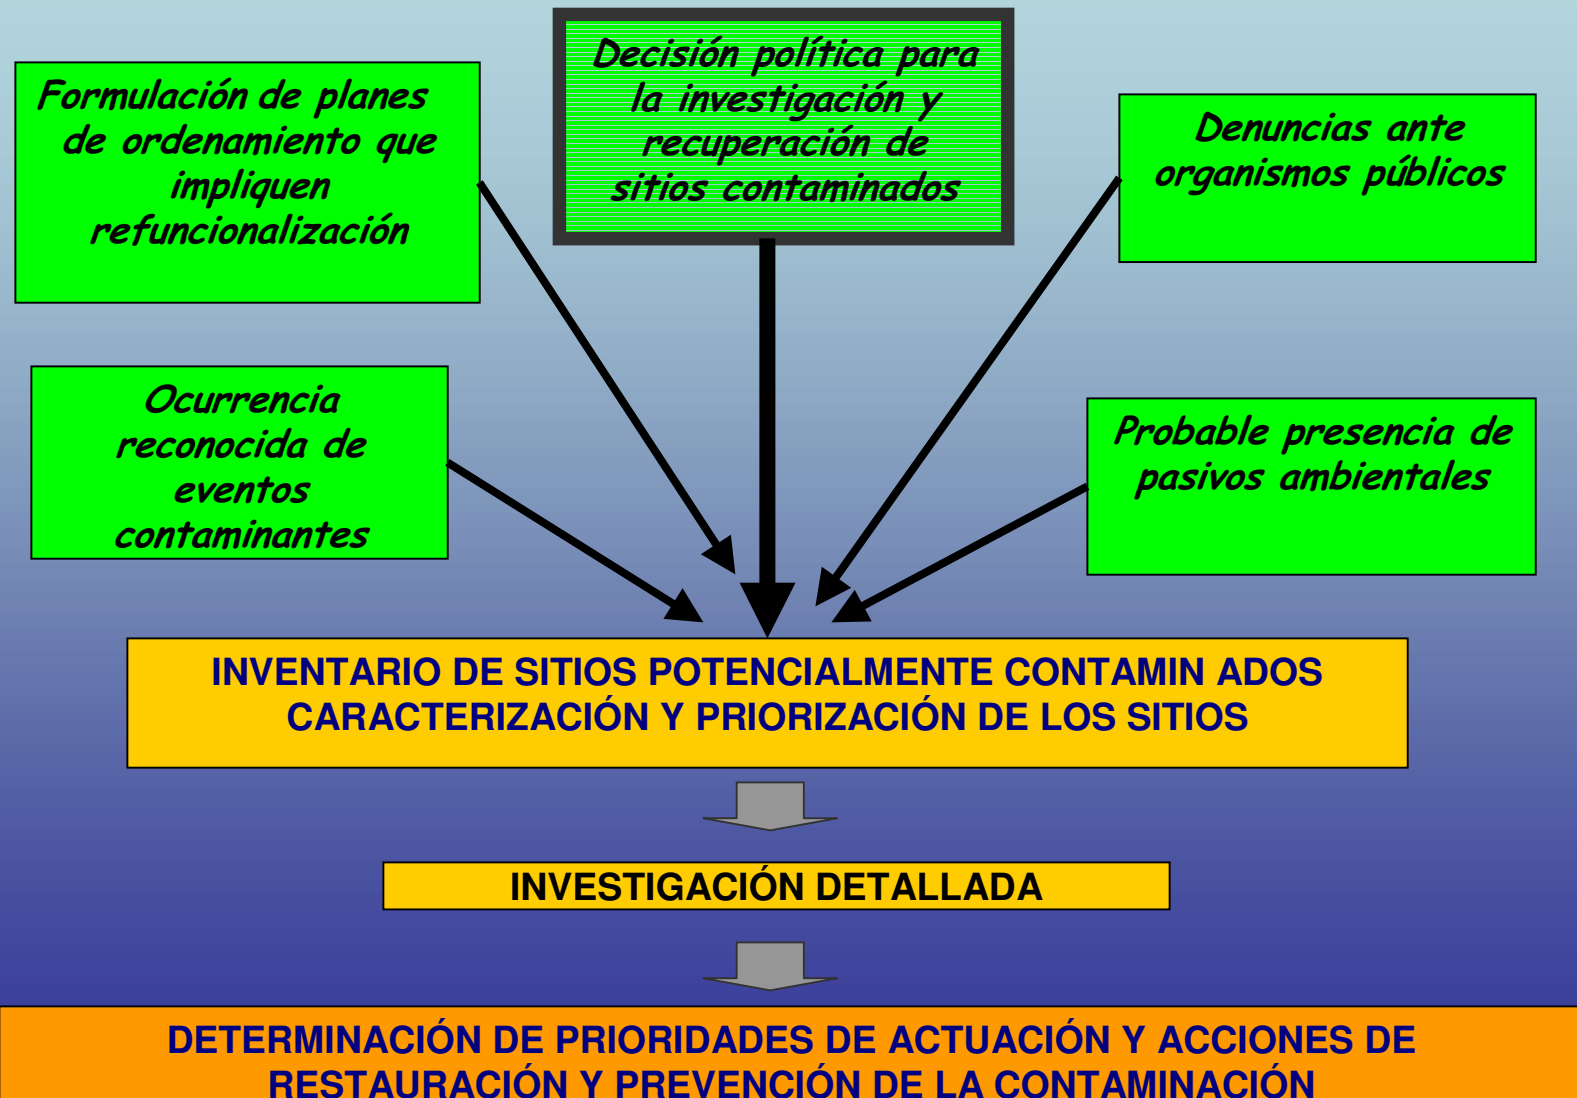 Formulación de planes
de ordenamiento que
impliquen
refuncionalización
Decisión política para
la investigación y
recuperación de
sitios contaminados
Denuncias ante
organismos públicos
Ocurrencia
reconocida de
eventos
contaminantes
Probable presencia de
pasivos ambientales
INVENTARIO DE SITIOS POTENCIALMENTE CONTAMIN ADOS
CARACTERIZACIÓN Y PRIORIZACIÓN DE LOS SITIOS
INVESTIGACIÓN DETALLADA
DETERMINACIÓN DE PRIORIDADES DE ACTUACIÓN Y ACCIONES DE
RESTAURACIÓN Y PREVENCIÓN DE LA CONTAMINACIÓN